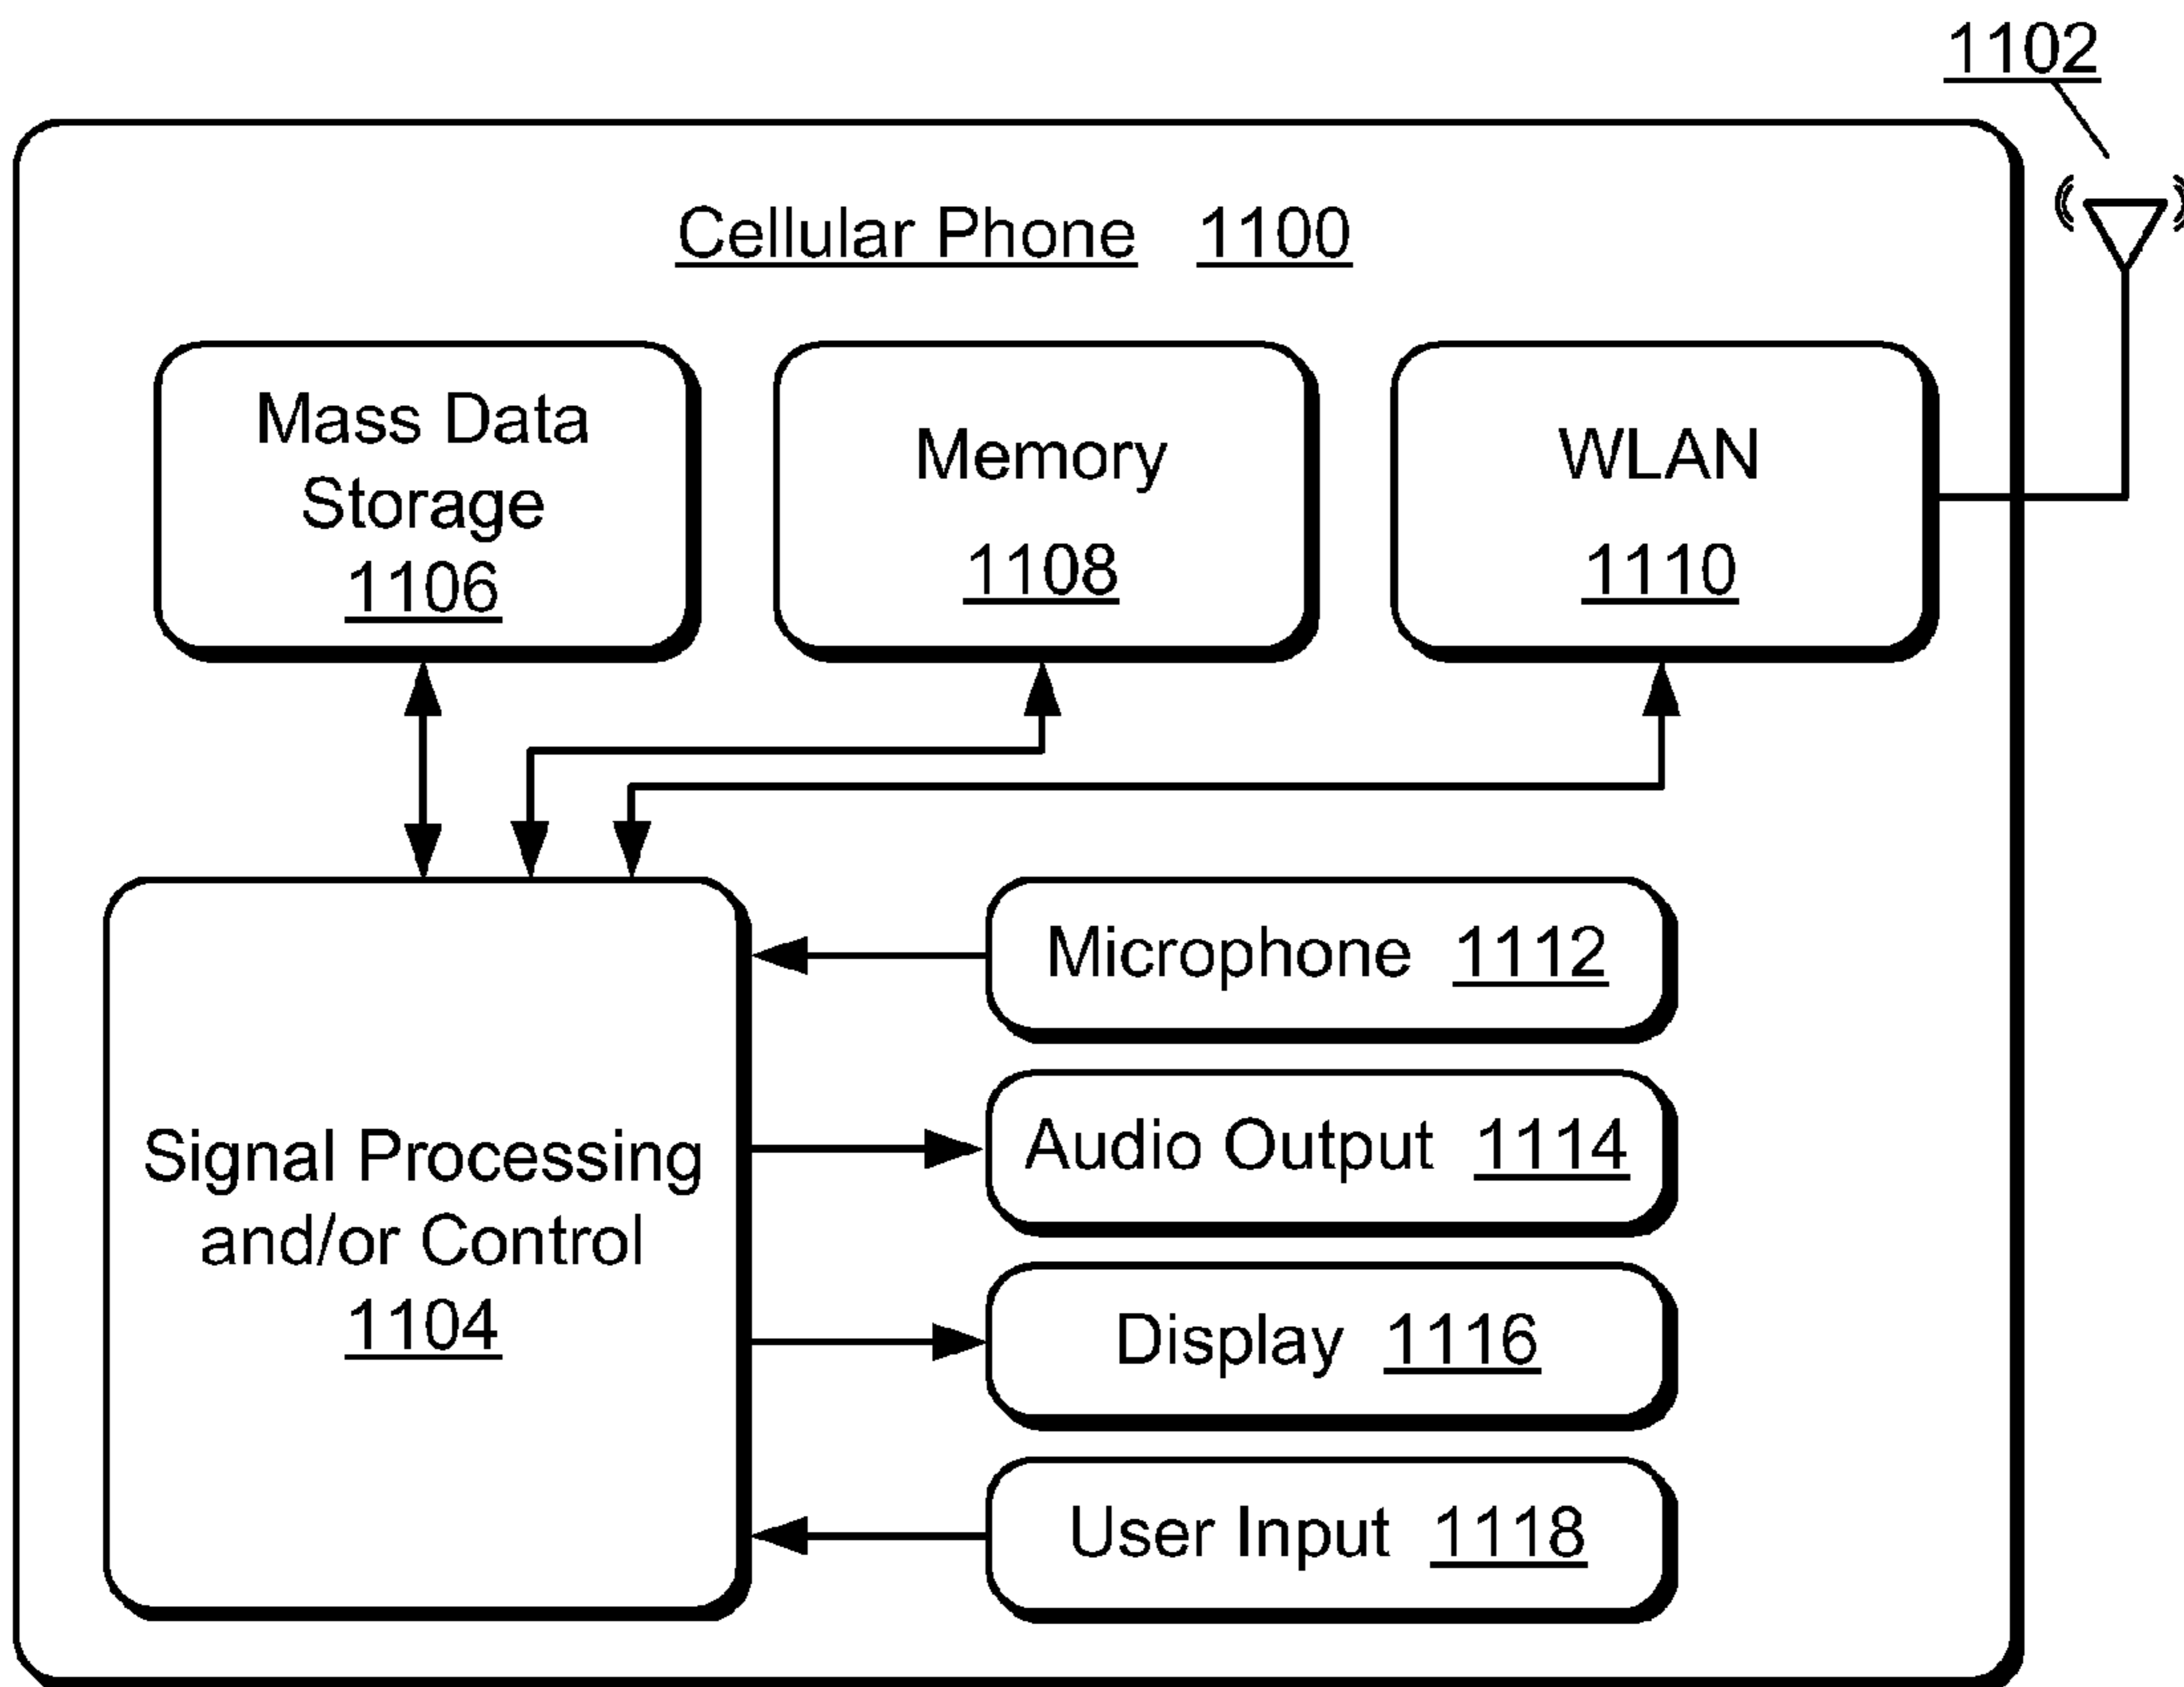 1102
Cellular Phone 1100
Mass Data
Storage
1106
Memory
1108
WLAN
1110
Signal Processing
and/or Control
1104
Microphone 1112
Audio Output 1114
Display 1116
User Input 1118